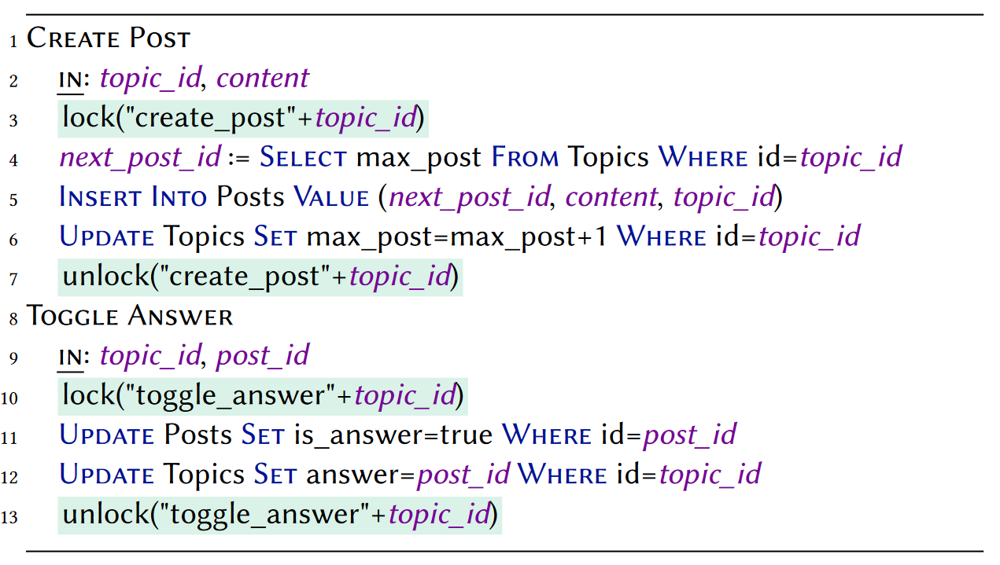 1 CREATE POST
2 IN: topic_id, content
3 lock("create_post"+topic_id)
4 next_post_id := SELECT max_post FROM Topics WHERE id=topic_id
5 INSERT INTO Posts VALUE (next_post_id, content, topic_id)
6 UPDATE Topics SET max_post=max_post+1 WHERE id=topic_id
7 unlock("create_post"+topic_id)
8 TOGGLE ANSWER
9 IN: topic_id, post_id
10 lock("toggle_answer"+topic_id)
11 UPDATE Posts SET is_answer=true WHERE id=post_id
12 UPDATE Topics SET answer=post_id WHERE id=topic_id
13 unlock("toggle_answer"+topic_id)